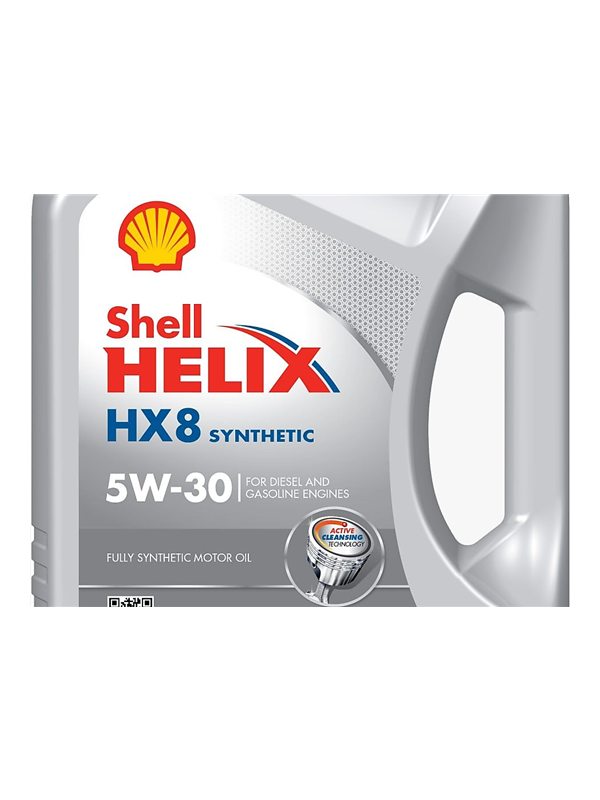 Shell
HELIX
HX8 SYNTHETIC
5W-30
FOR DIESEL AND
GASOLINE ENGINES
ACTIVE
CLEANSING
TECHNOLOGY
FULLY SYNTHETIC MOTOR OIL